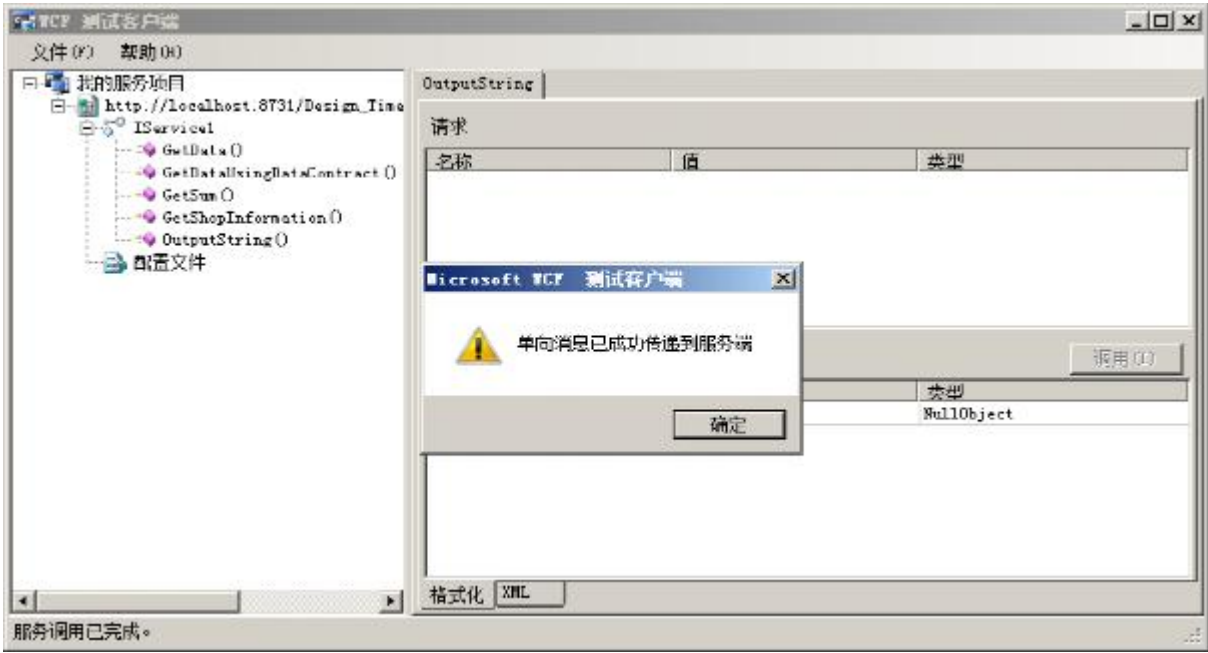 WCF 测试客户端
文件(F) 帮助(H)
我的服务项目
http://localhost:8731/Design_Time
IService1
GetData()
GetDataUsingDataContract()
GetSum()
GetShopInformation()
OutputString()
配置文件
OutputString
请求
名称 值 类型
Microsoft WCF 测试客户端
单向消息已成功传递到服务端
确定
调用(I)
类型
NullObject
格式化 XML
服务调用已完成。